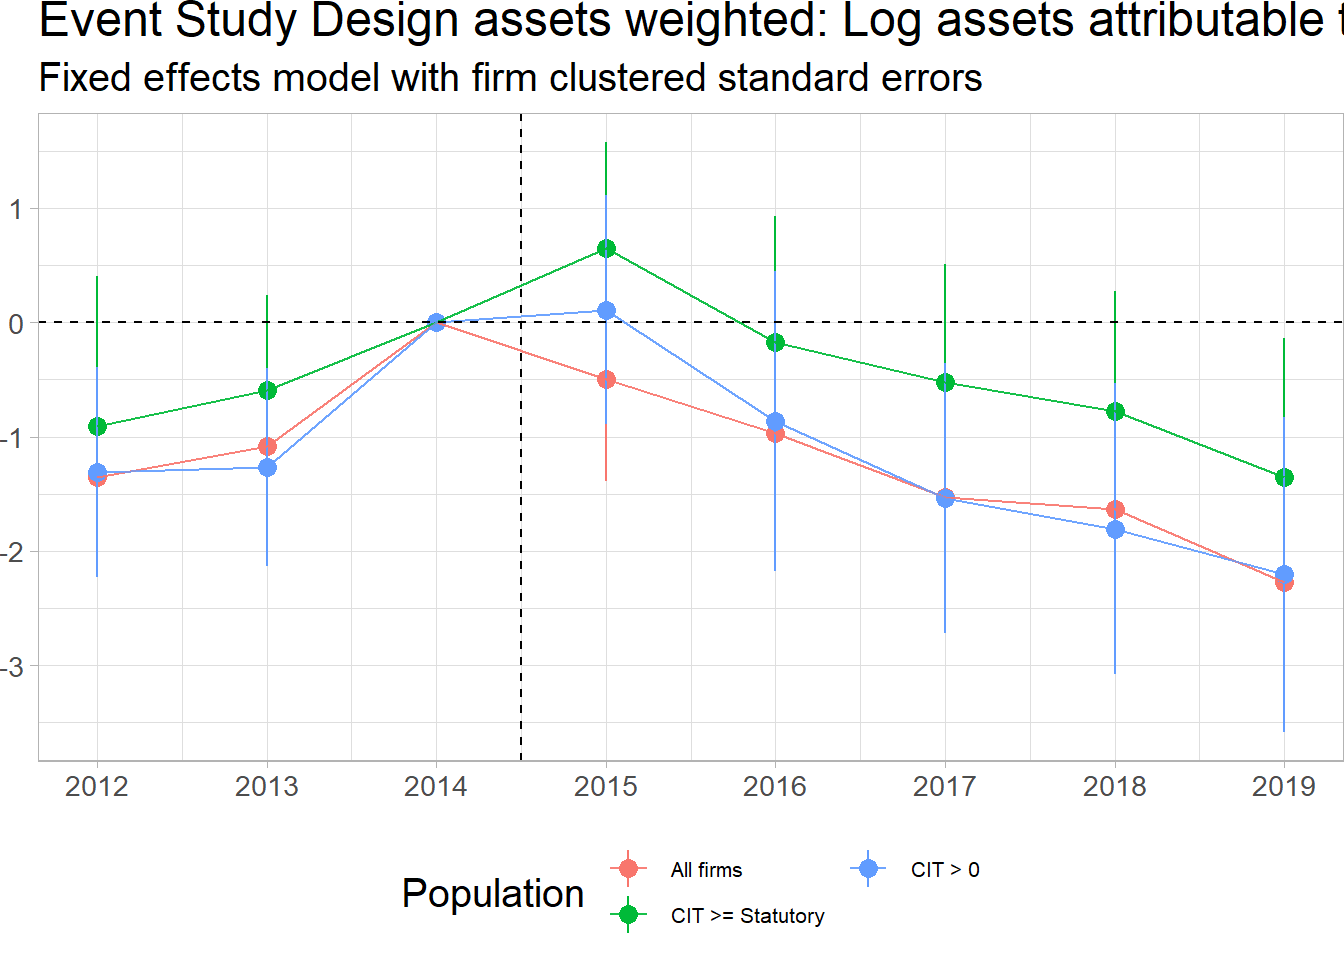 Event Study Design assets weighted: Log assets attributable t
Fixed effects model with firm clustered standard errors
1
0
-1
-2
-3
2012 2013 2014 2015 2016 2017 2018 2019
Population
All firms
CIT > 0
CIT >= Statutory